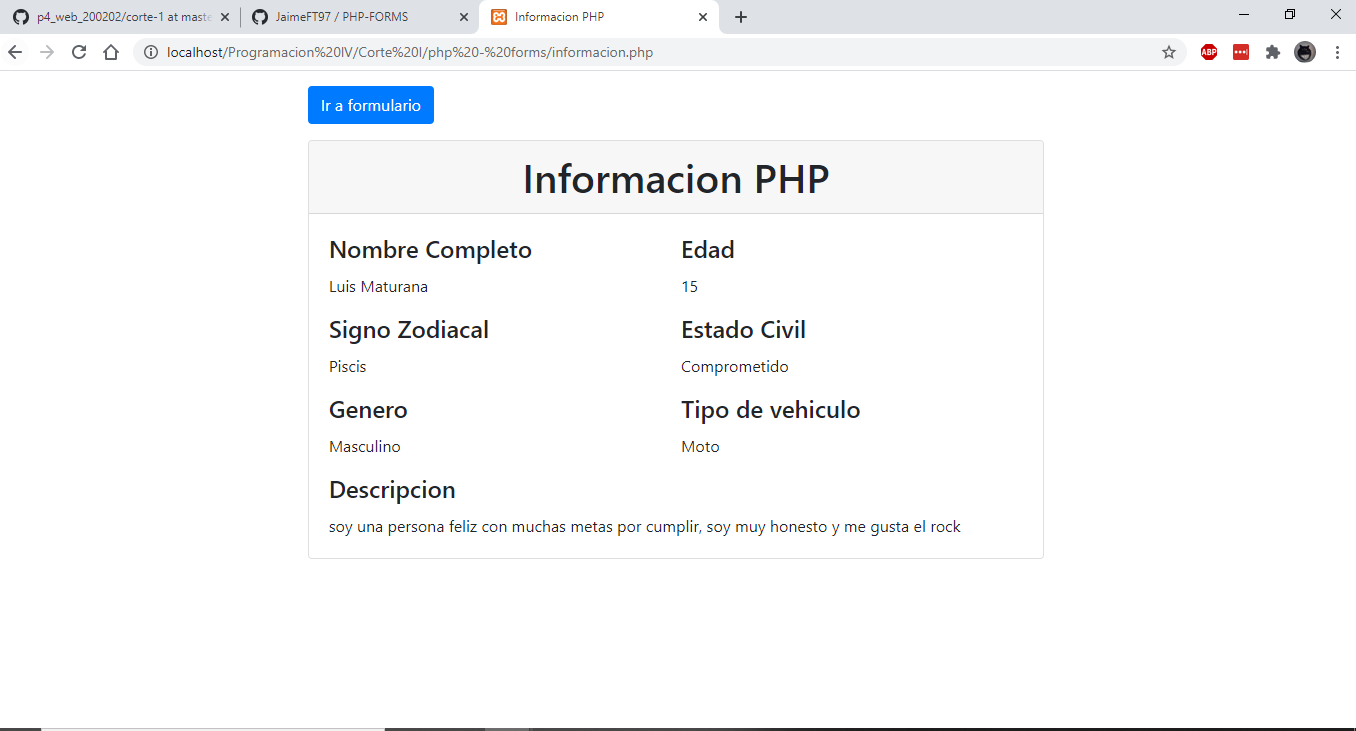 p4_web_200202/corte-1 at maste
JaimeFT97 / PHP-FORMS
Informacion PHP
localhost/Programacion%20IV/Corte%20I/php%20-%20forms/informacion.php
ABP
Ir a formulario
Informacion PHP
Nombre Completo
Edad
Luis Maturana
15
Signo Zodiacal
Estado Civil
Piscis
Comprometido
Genero
Tipo de vehiculo
Masculino
Moto
Descripcion
soy una persona feliz con muchas metas por cumplir, soy muy honesto y me gusta el rock